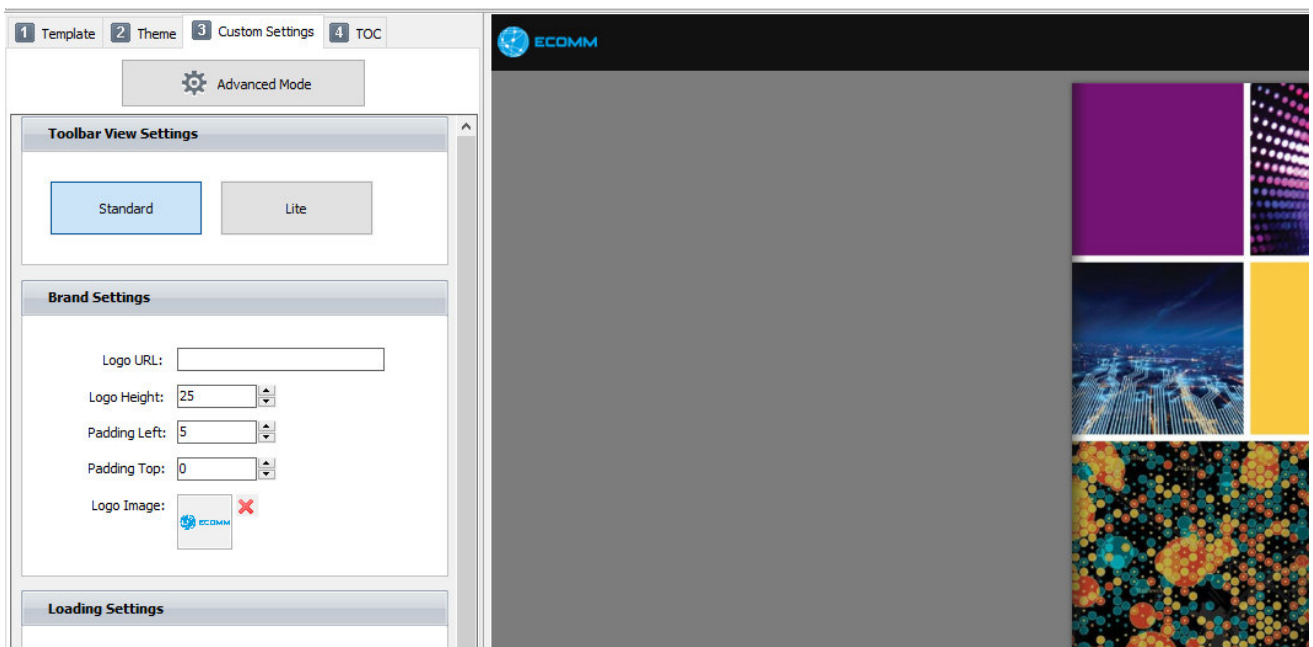 1 Template 2 Theme 3 Custom Settings 4 TOC
Advanced Mode
Toolbar View Settings
Standard Lite
Brand Settings
Logo URL:
Logo Height: 25
Padding Left: 5
Padding Top: 0
Logo Image:
ECOMM
Loading Settings
ECOMM